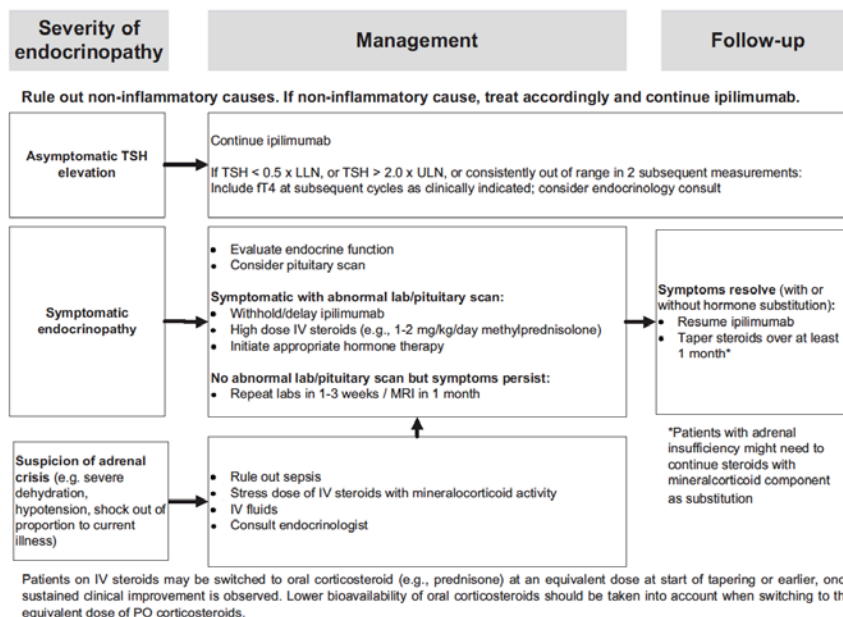 Severity of
endocrinopathy
Management
Follow-up
Rule out non-inflammatory causes. If non-inflammatory cause, treat accordingly and continue ipilimumab.
Asymptomatic TSH
elevation
Continue ipilimumab
If TSH < 0.5 x LLN, or TSH > 2.0 x ULN, or consistently out of range in 2 subsequent measurements:
Include fT4 at subsequent cycles as clinically indicated; consider endocrinology consult
Symptomatic
endocrinopathy
• Evaluate endocrine function
• Consider pituitary scan
Symptomatic with abnormal lab/pituitary scan:
• Withhold/delay ipilimumab
• High dose IV steroids (e.g., 1-2 mg/kg/day methylprednisolone)
• Initiate appropriate hormone therapy
No abnormal lab/pituitary scan but symptoms persist:
• Repeat labs in 1-3 weeks / MRI in 1 month
Symptoms resolve (with or
without hormone substitution):
• Resume ipilimumab
• Taper steroids over at least
1 month*
Suspicion of adrenal
crisis (e.g. severe
dehydration,
hypotension, shock out of
proportion to current
illness)
• Rule out sepsis
• Stress dose of IV steroids with mineralocorticoid activity
• IV fluids
• Consult endocrinologist
*Patients with adrenal
insufficiency might need to
continue steroids with
mineralcorticoid component
as substitution
Patients on IV steroids may be switched to oral corticosteroid (e.g., prednisone) at an equivalent dose at start of tapering or earlier, onc
sustained clinical improvement is observed. Lower bioavailability of oral corticosteroids should be taken into account when switching to th
equivalent dose of PO corticosteroids.